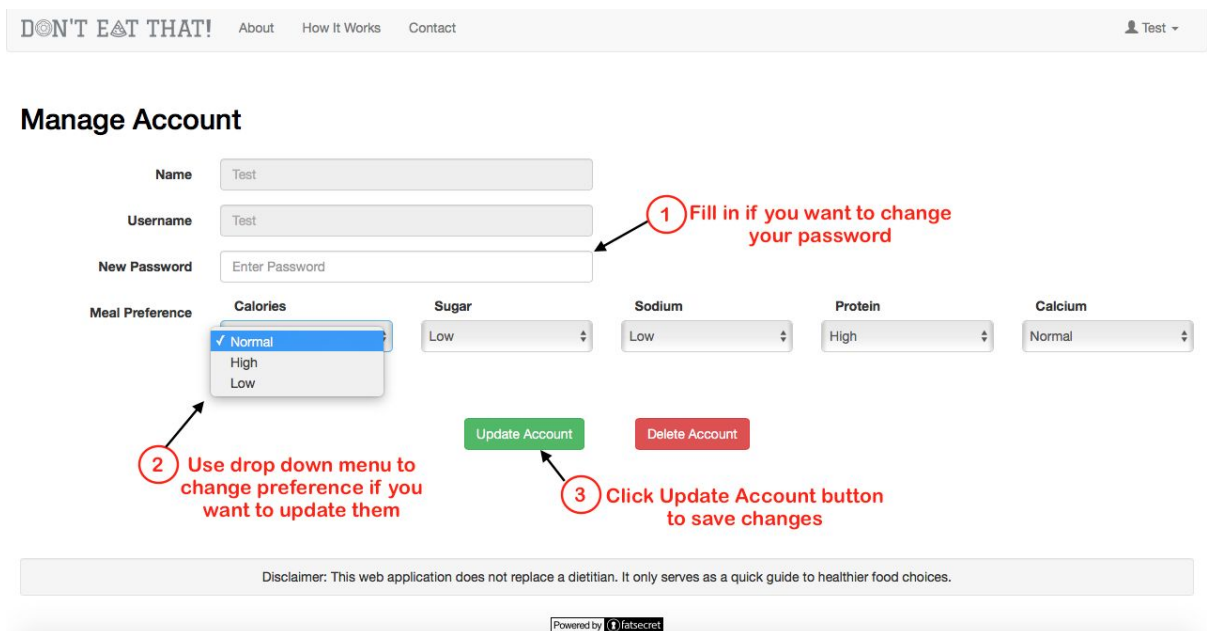 DON'T EAT THAT! About How It Works Contact Test
Manage Account
Name Test
Username Test
1 Fill in if you want to change
your password
New Password Enter Password
Meal Preference Calories Sugar Sodium Protein Calcium
✓ Normal Low Low High Normal
High
Low
Update Account Delete Account
2 Use drop down menu to
change preference if you
want to update them
3 Click Update Account button
to save changes
Disclaimer: This web application does not replace a dietitian. It only serves as a quick guide to healthier food choices.
Powered by fatsecret